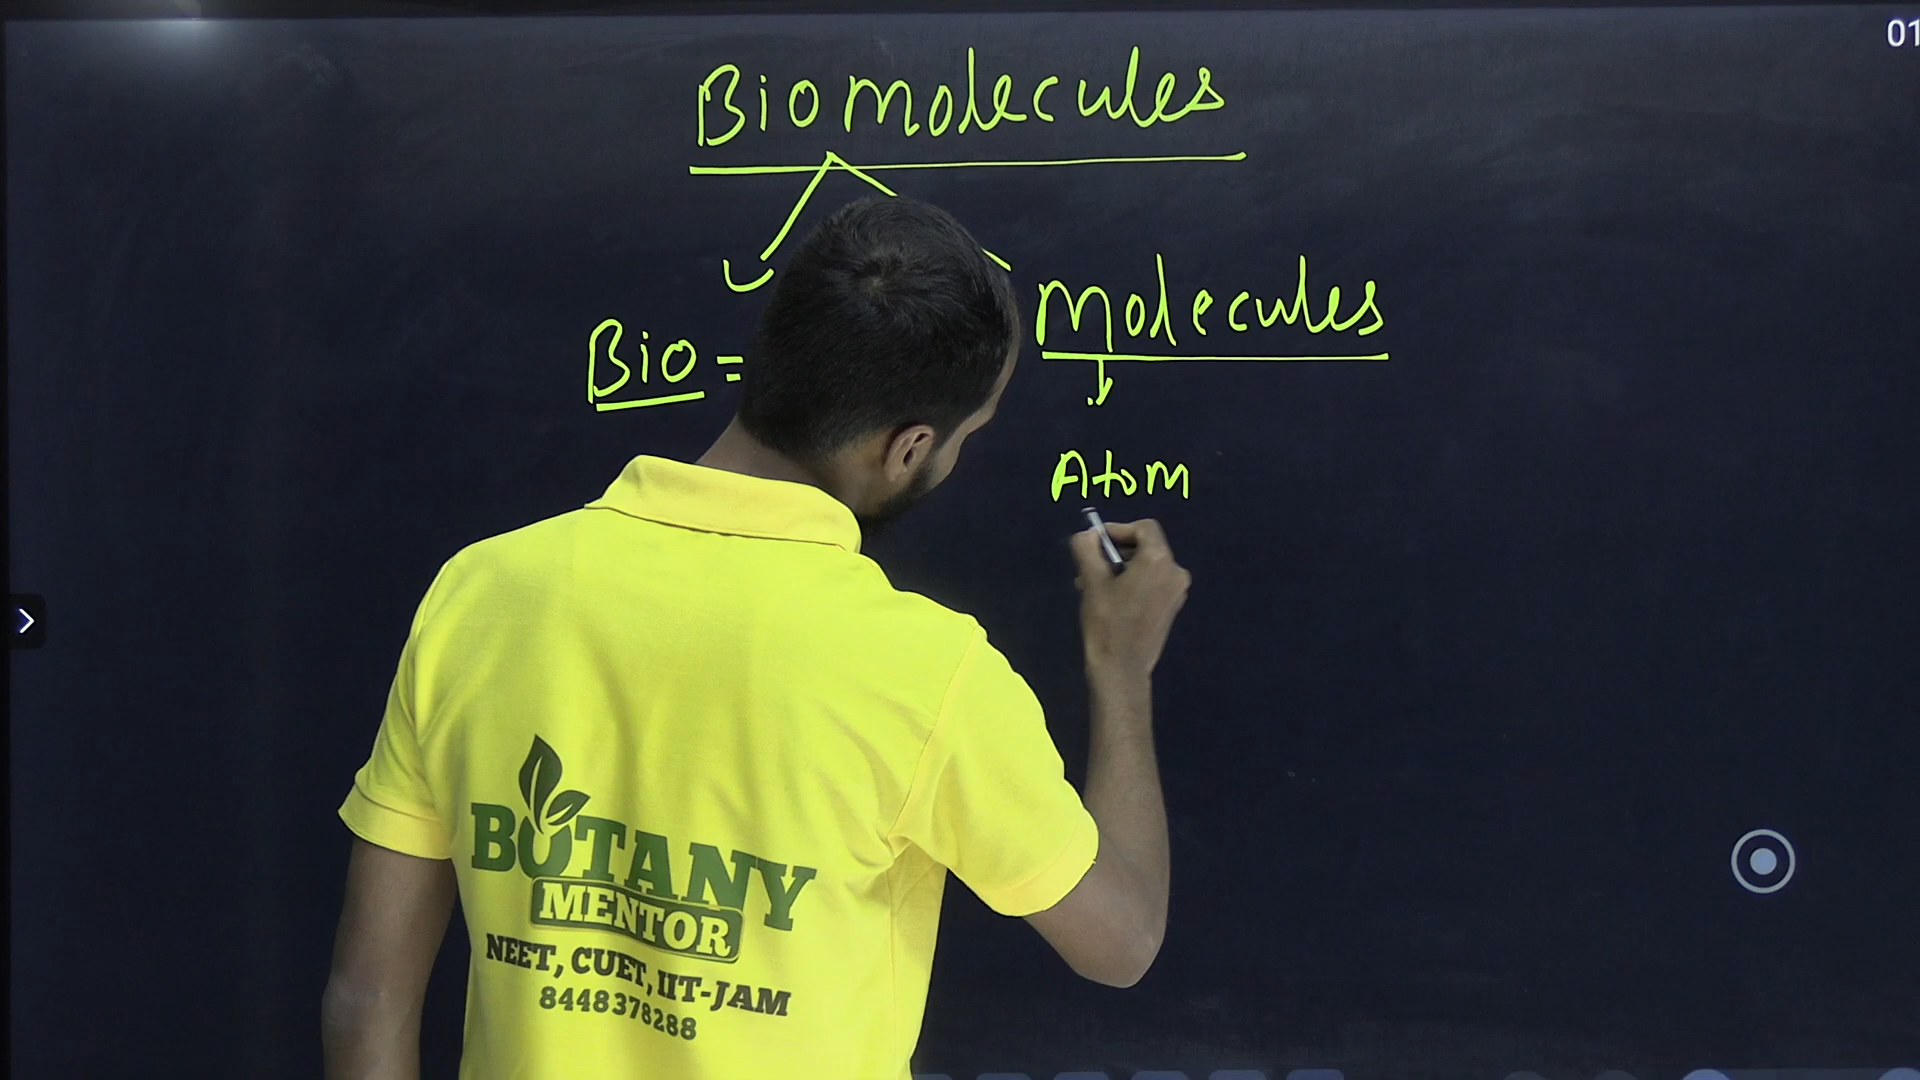 01
Biomolecules
Bio =
Molecules
Atom
BOTANY
MENTOR
NEET, CUET, IIT-JAM
8448378288